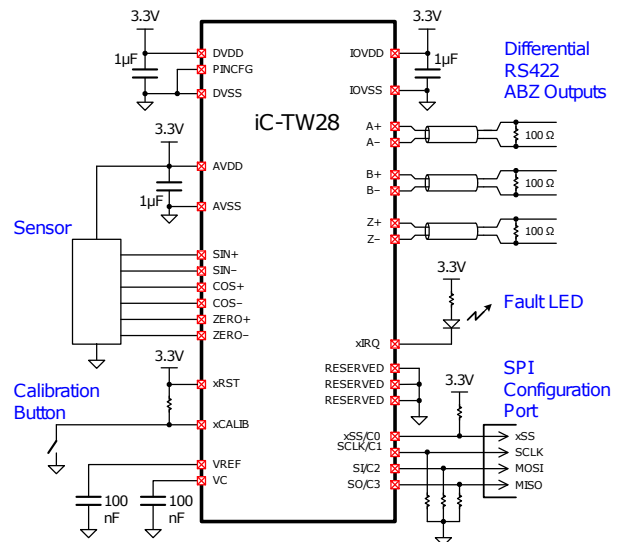 3.3V
3.3V
1µF
DVDD
PINCFG
DVSS
IOVDD
IOVSS
1µF
Differential
RS422
ABZ Outputs
iC-TW28
3.3V
AVDD
1µF
AVSS
A+
A–
100 Ω
B+
B–
100 Ω
Z+
Z–
100 Ω
Sensor
SIN+
SIN–
COS+
COS–
ZERO+
ZERO–
3.3V
Fault LED
xIRQ
RESERVED
RESERVED
RESERVED
3.3V
xRST
Calibration
Button
xCALIB
VREF
VC
100
nF
100
nF
3.3V
SPI
Configuration
Port
xSS/C0
SCLK/C1
SI/C2
SO/C3
xSS
SCLK
MOSI
MISO